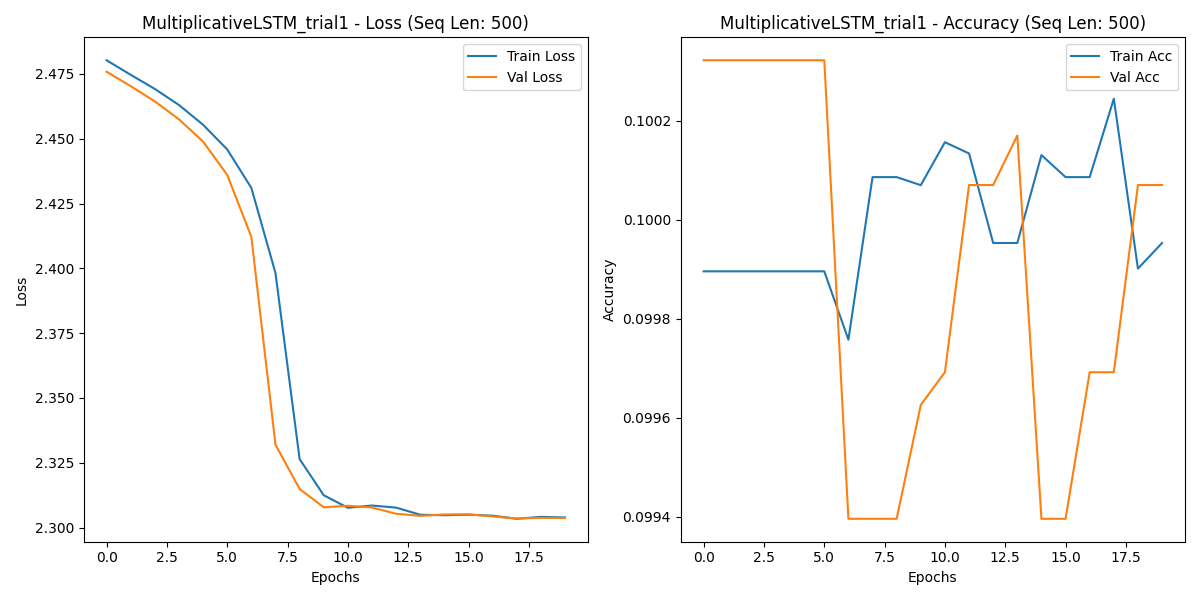 MultiplicativeLSTM_trial1 - Loss (Seq Len: 500)
Train Loss
Val Loss
2.475
2.450
2.425
2.400
2.375
2.350
2.325
2.300
Loss
0.0 2.5 5.0 7.5 10.0 12.5 15.0 17.5
Epochs
MultiplicativeLSTM_trial1 - Accuracy (Seq Len: 500)
Train Acc
Val Acc
0.1002
0.1000
0.0998
0.0996
0.0994
Accuracy
0.0 2.5 5.0 7.5 10.0 12.5 15.0 17.5
Epochs